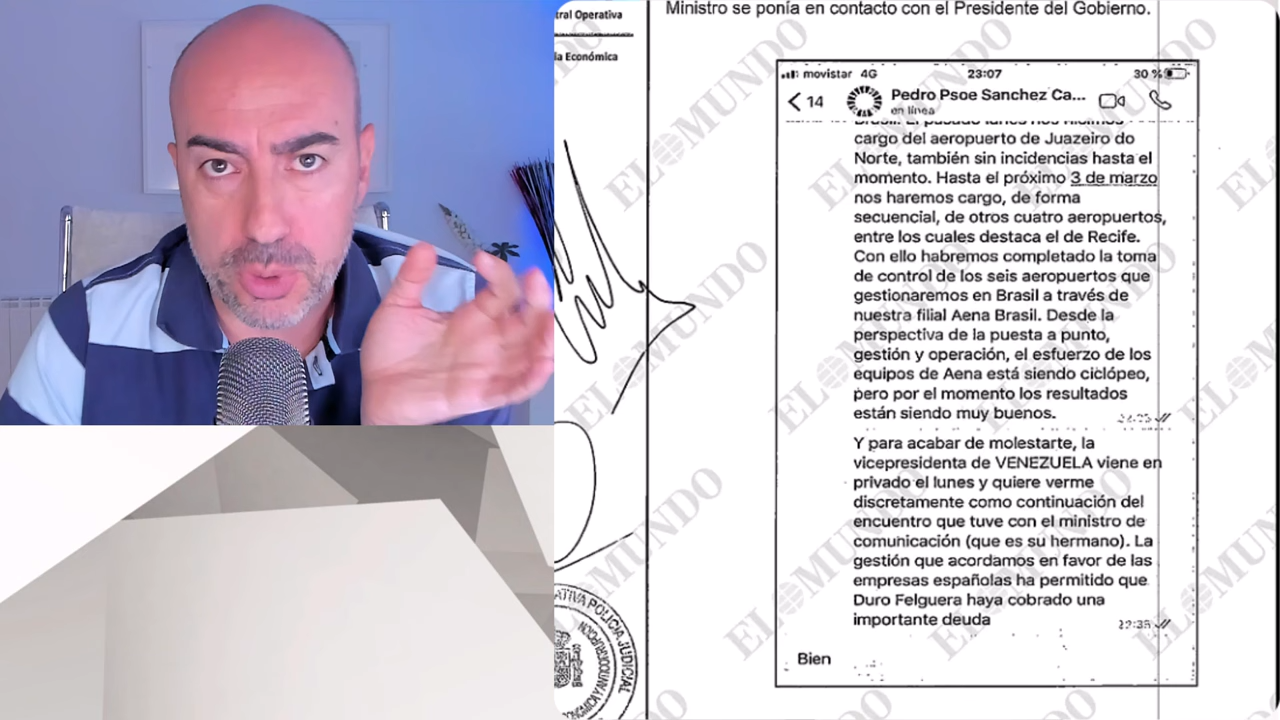 tral Operativa
ía Económica
Ministro se ponía en contacto con el Presidente del Gobierno.
movistar 4G 23:07 30 %
14 Pedro Psoe Sanchez Ca...
en línea
cargo del aeropuerto de Juazeiro do
Norte, también sin incidencias hasta el
momento. Hasta el próximo 3 de marzo
nos haremos cargo, de forma
secuencial, de otros cuatro aeropuertos,
entre los cuales destaca el de Recife.
Con ello habremos completado la toma
de control de los seis aeropuertos que
gestionaremos en Brasil a través de
nuestra filial Aena Brasil. Desde la
perspectiva de la puesta a punto,
gestión y operación, el esfuerzo de los
equipos de Aena está siendo ciclópeo,
pero por el momento los resultados
están siendo muy buenos.
Y para acabar de molestarte, la
vicepresidenta de VENEZUELA viene en
privado el lunes y quiere verme
discretamente como continuación del
encuentro que tuve con el ministro de
comunicación (que es su hermano). La
gestión que acordamos en favor de las
empresas españolas ha permitido que
Duro Felguera haya cobrado una
importante deuda
22:35
Bien
EL MUNDO
ATIVA POLICIA JUDICIAL